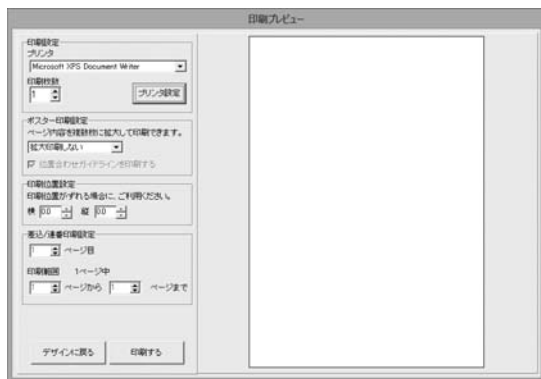 印刷プレビュー
印刷設定
プリンタ
Microsoft XPS Document Writer
印刷枚数
1
プリンタ設定
ポスター印刷設定
ページ内容を複数枚に拡大して印刷できます。
拡大印刷しない
位置合わせガイドラインを印刷する
印刷位置設定
印刷位置がずれる場合に、ご利用ください。
横 0.0 縦 0.0
差込/連番印刷設定
1 ページ目
印刷範囲 1ページ中
1 ページから 1 ページまで
デザインに戻る 印刷する